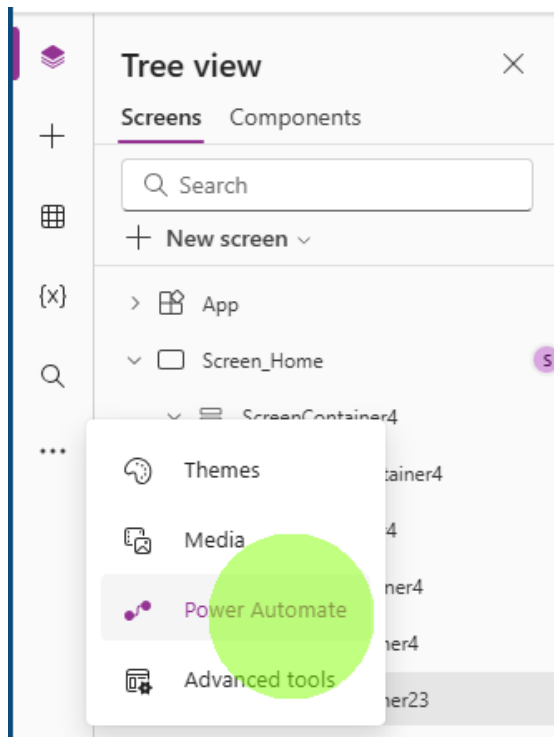 Tree view
Screens Components
Search
New screen
{x}
App
Screen_Home
S
ScreenContainer4
Themes
tainer4
Media
r4
Power Automate
ner4
ner4
Advanced tools
ner23